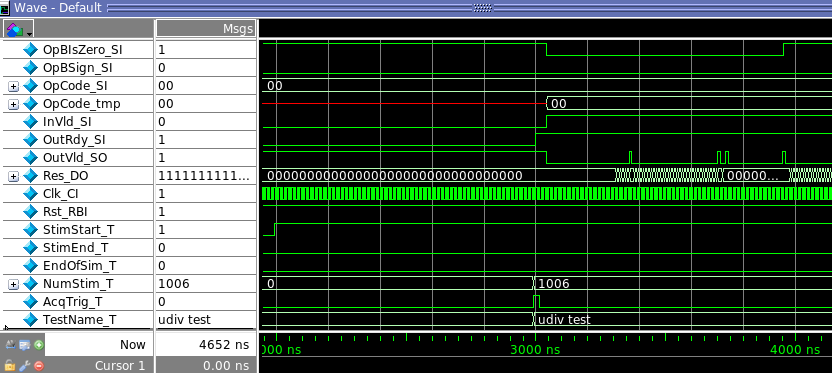 Wave - Default
Msgs
OpBIsZero_SI 1
OpBSign_SI 0
OpCode_SI 00 00
OpCode_tmp 00 00
InVld_SI 0
OutRdy_SI 1
OutVld_SO 1
Res_DO 1111111111... 00000000000000000000000000000000 00000...
Clk_CI 1
Rst_RBI 1
StimStart_T 1
StimEnd_T 0
EndOfSim_T 0
NumStim_T 1006 0 1006
AcqTrig_T 0
TestName_T udiv test udiv test
Now 4652 ns 000 ns 3000 ns 4000 ns
Cursor 1 0.00 ns